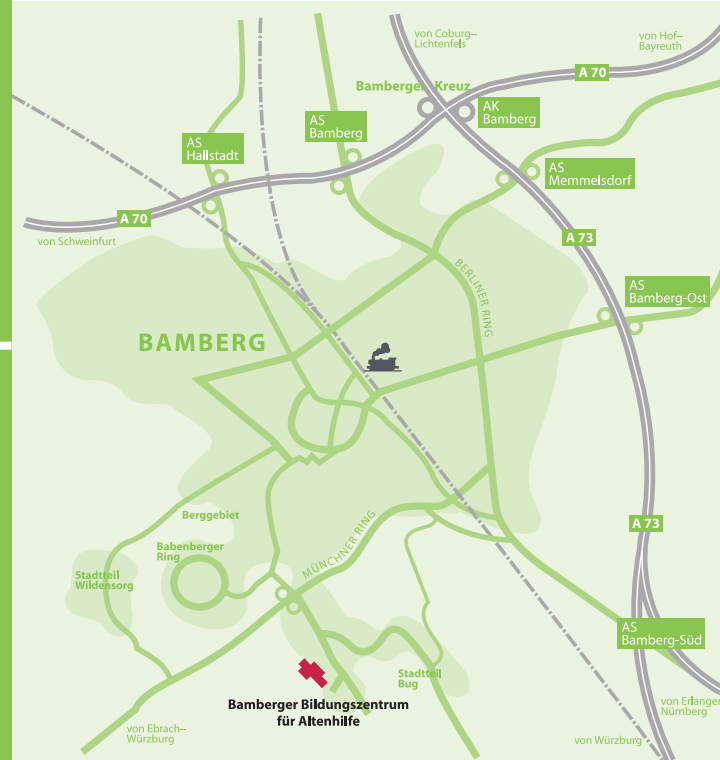 von Coburg–
Lichtenfels
von Hof–
Bayreuth
A 70
Bamberger Kreuz
AK
Bamberg
AS
Bamberg
AS
Hallstadt
AS
Memmelsdorf
A 70
von Schweinfurt
A 73
BERLINER RING
AS
Bamberg-Ost
BAMBERG
Berggebiet
MÜNCHNER RING
A 73
Babenberger
Ring
Stadtteil
Wildensorg
AS
Bamberg-Süd
Stadtteil
Bug
Bamberger Bildungszentrum
für Altenhilfe
von Erlangen
Nürnberg
von Ebrach–
Würzburg
von Würzburg